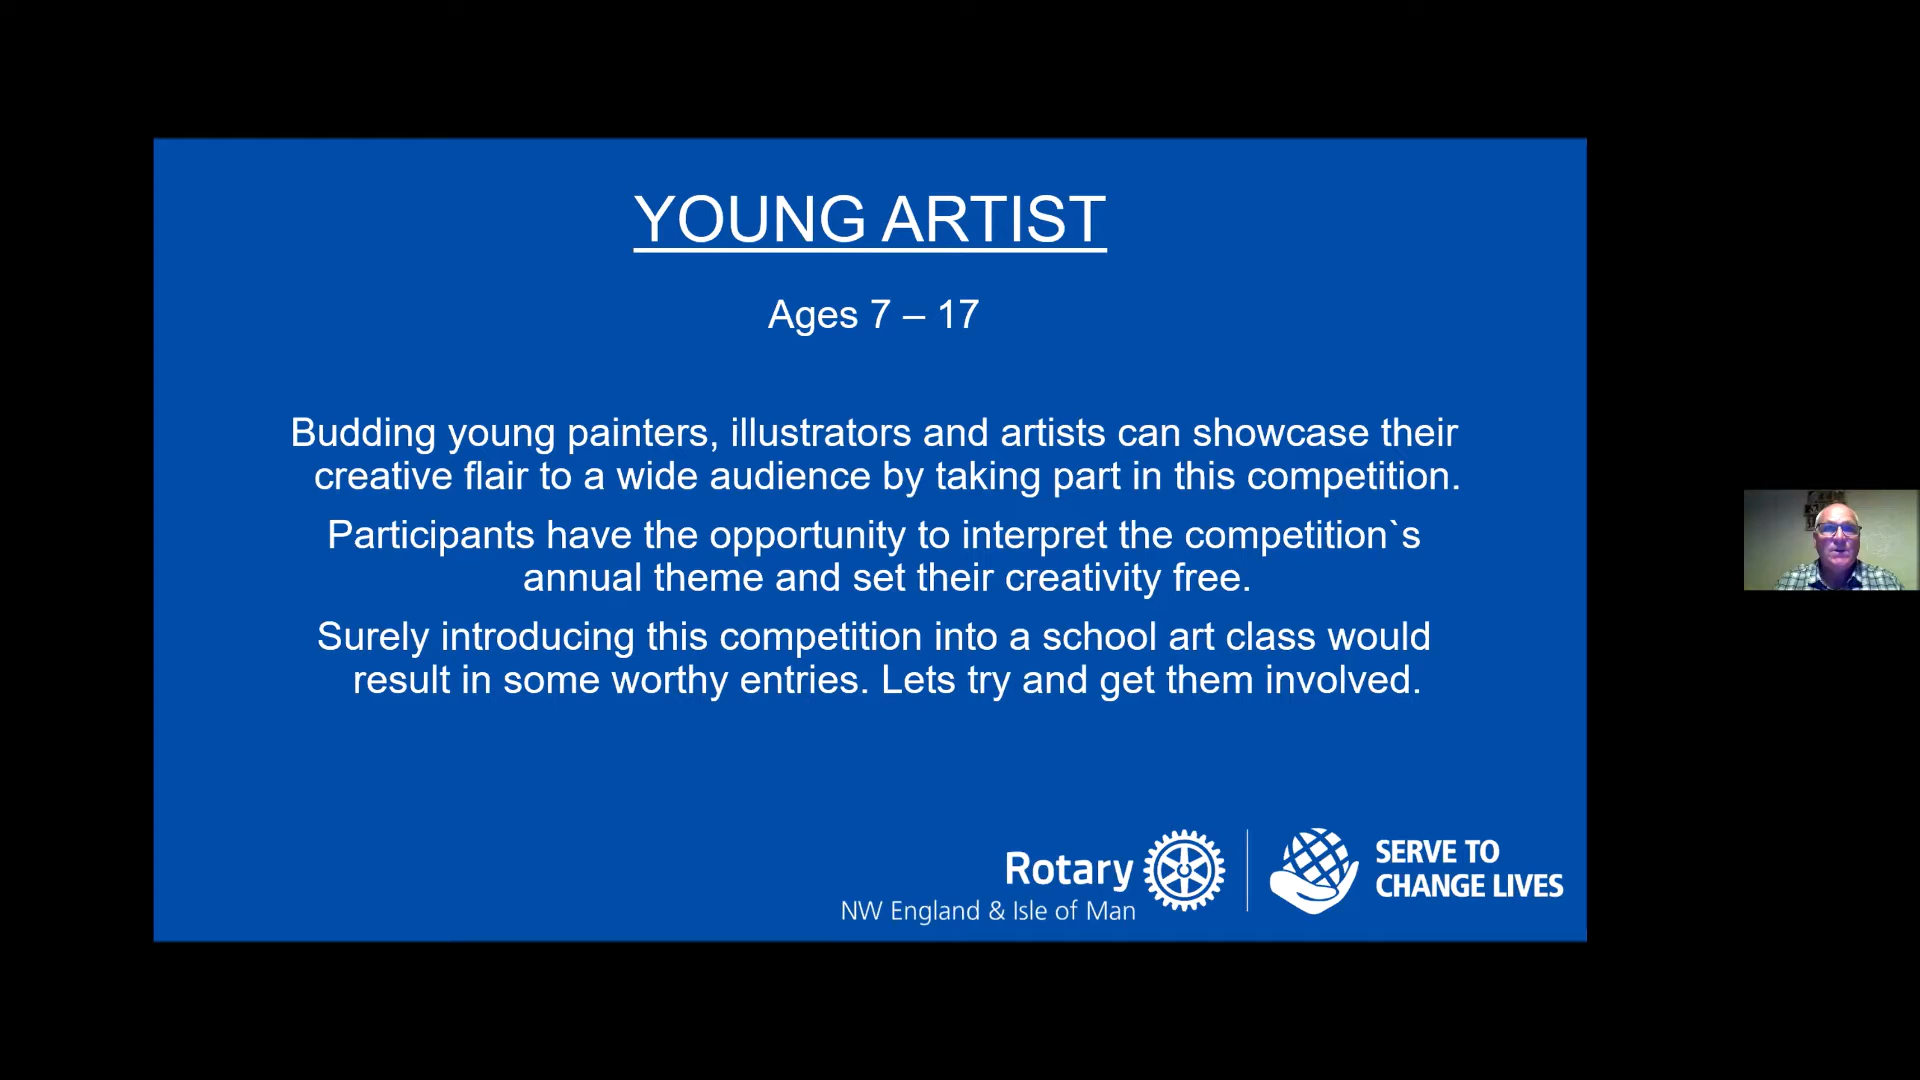 YOUNG ARTIST
Ages 7 – 17
Budding young painters, illustrators and artists can showcase their
creative flair to a wide audience by taking part in this competition.
Participants have the opportunity to interpret the competition`s
annual theme and set their creativity free.
Surely introducing this competition into a school art class would
result in some worthy entries. Lets try and get them involved.
Rotary
NW England & Isle of Man
SERVE TO
CHANGE LIVES